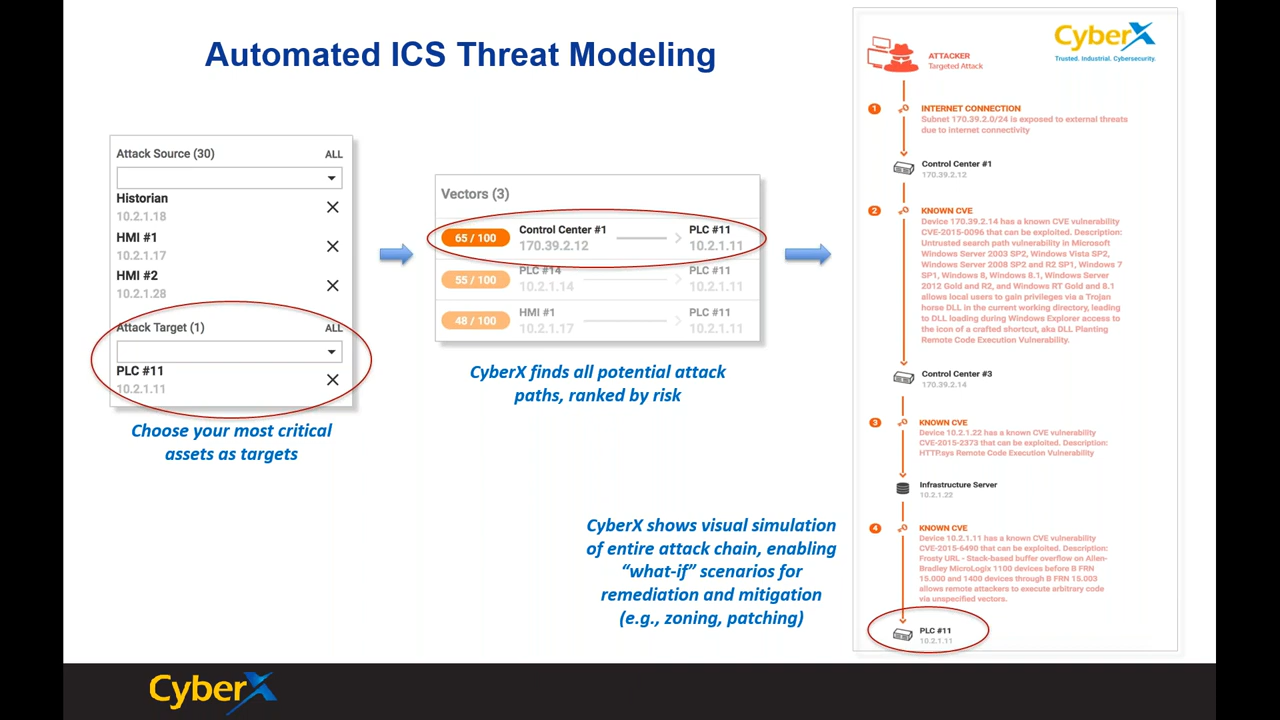 Automated ICS Threat Modeling
Attack Source (30) ALL
Historian
10.2.1.18
HMI #1
10.2.1.17
HMI #2
10.2.1.28
Attack Target (1) ALL
PLC #11
10.2.1.11
Choose your most critical
assets as targets
Vectors (3)
65 / 100 Control Center #1 PLC #11
170.39.2.12 10.2.1.11
55 / 100 PLC #14 PLC #11
10.2.1.14 10.2.1.11
48 / 100 HMI #1 PLC #11
10.2.1.17 10.2.1.11
CyberX finds all potential attack
paths, ranked by risk
CyberX shows visual simulation
of entire attack chain, enabling
“what-if” scenarios for
remediation and mitigation
(e.g., zoning, patching)
CyberX
Trusted. Industrial. Cybersecurity.
ATTACKER
Targeted Attack
1 INTERNET CONNECTION
Subnet 170.39.2.0/24 is exposed to external threats
due to internet connectivity
Control Center #1
170.39.2.12
2 KNOWN CVE
Device 170.39.2.14 has a known CVE vulnerability
CVE-2015-0096 that can be exploited. Description:
Untrusted search path vulnerability in Microsoft
Windows Server 2003 SP2, Windows Vista SP2,
Windows Server 2008 SP2 and R2 SP1, Windows 7
SP1, Windows 8, Windows 8.1, Windows Server
2012 Gold and R2, and Windows RT Gold and 8.1
allows local users to gain privileges via a Trojan
horse DLL in the current working directory, leading
to DLL loading during Windows Explorer access to
the icon of a crafted shortcut, aka DLL Planting
Remote Code Execution Vulnerability.
Control Center #3
170.39.2.14
3 KNOWN CVE
Device 10.2.1.22 has a known CVE vulnerability
CVE-2015-2373 that can be exploited. Description:
HTTP.sys Remote Code Execution Vulnerability
Infrastructure Server
10.2.1.22
4 KNOWN CVE
Device 10.2.1.11 has a known CVE vulnerability
CVE-2015-6490 that can be exploited. Description:
Frosty URL - Stack-based buffer overflow on Allen-
Bradley MicroLogix 1100 devices before B FRN
15.000 and 1400 devices through B FRN 15.003
allows remote attackers to execute arbitrary code
via unspecified vectors.
PLC #11
10.2.1.11
CyberX